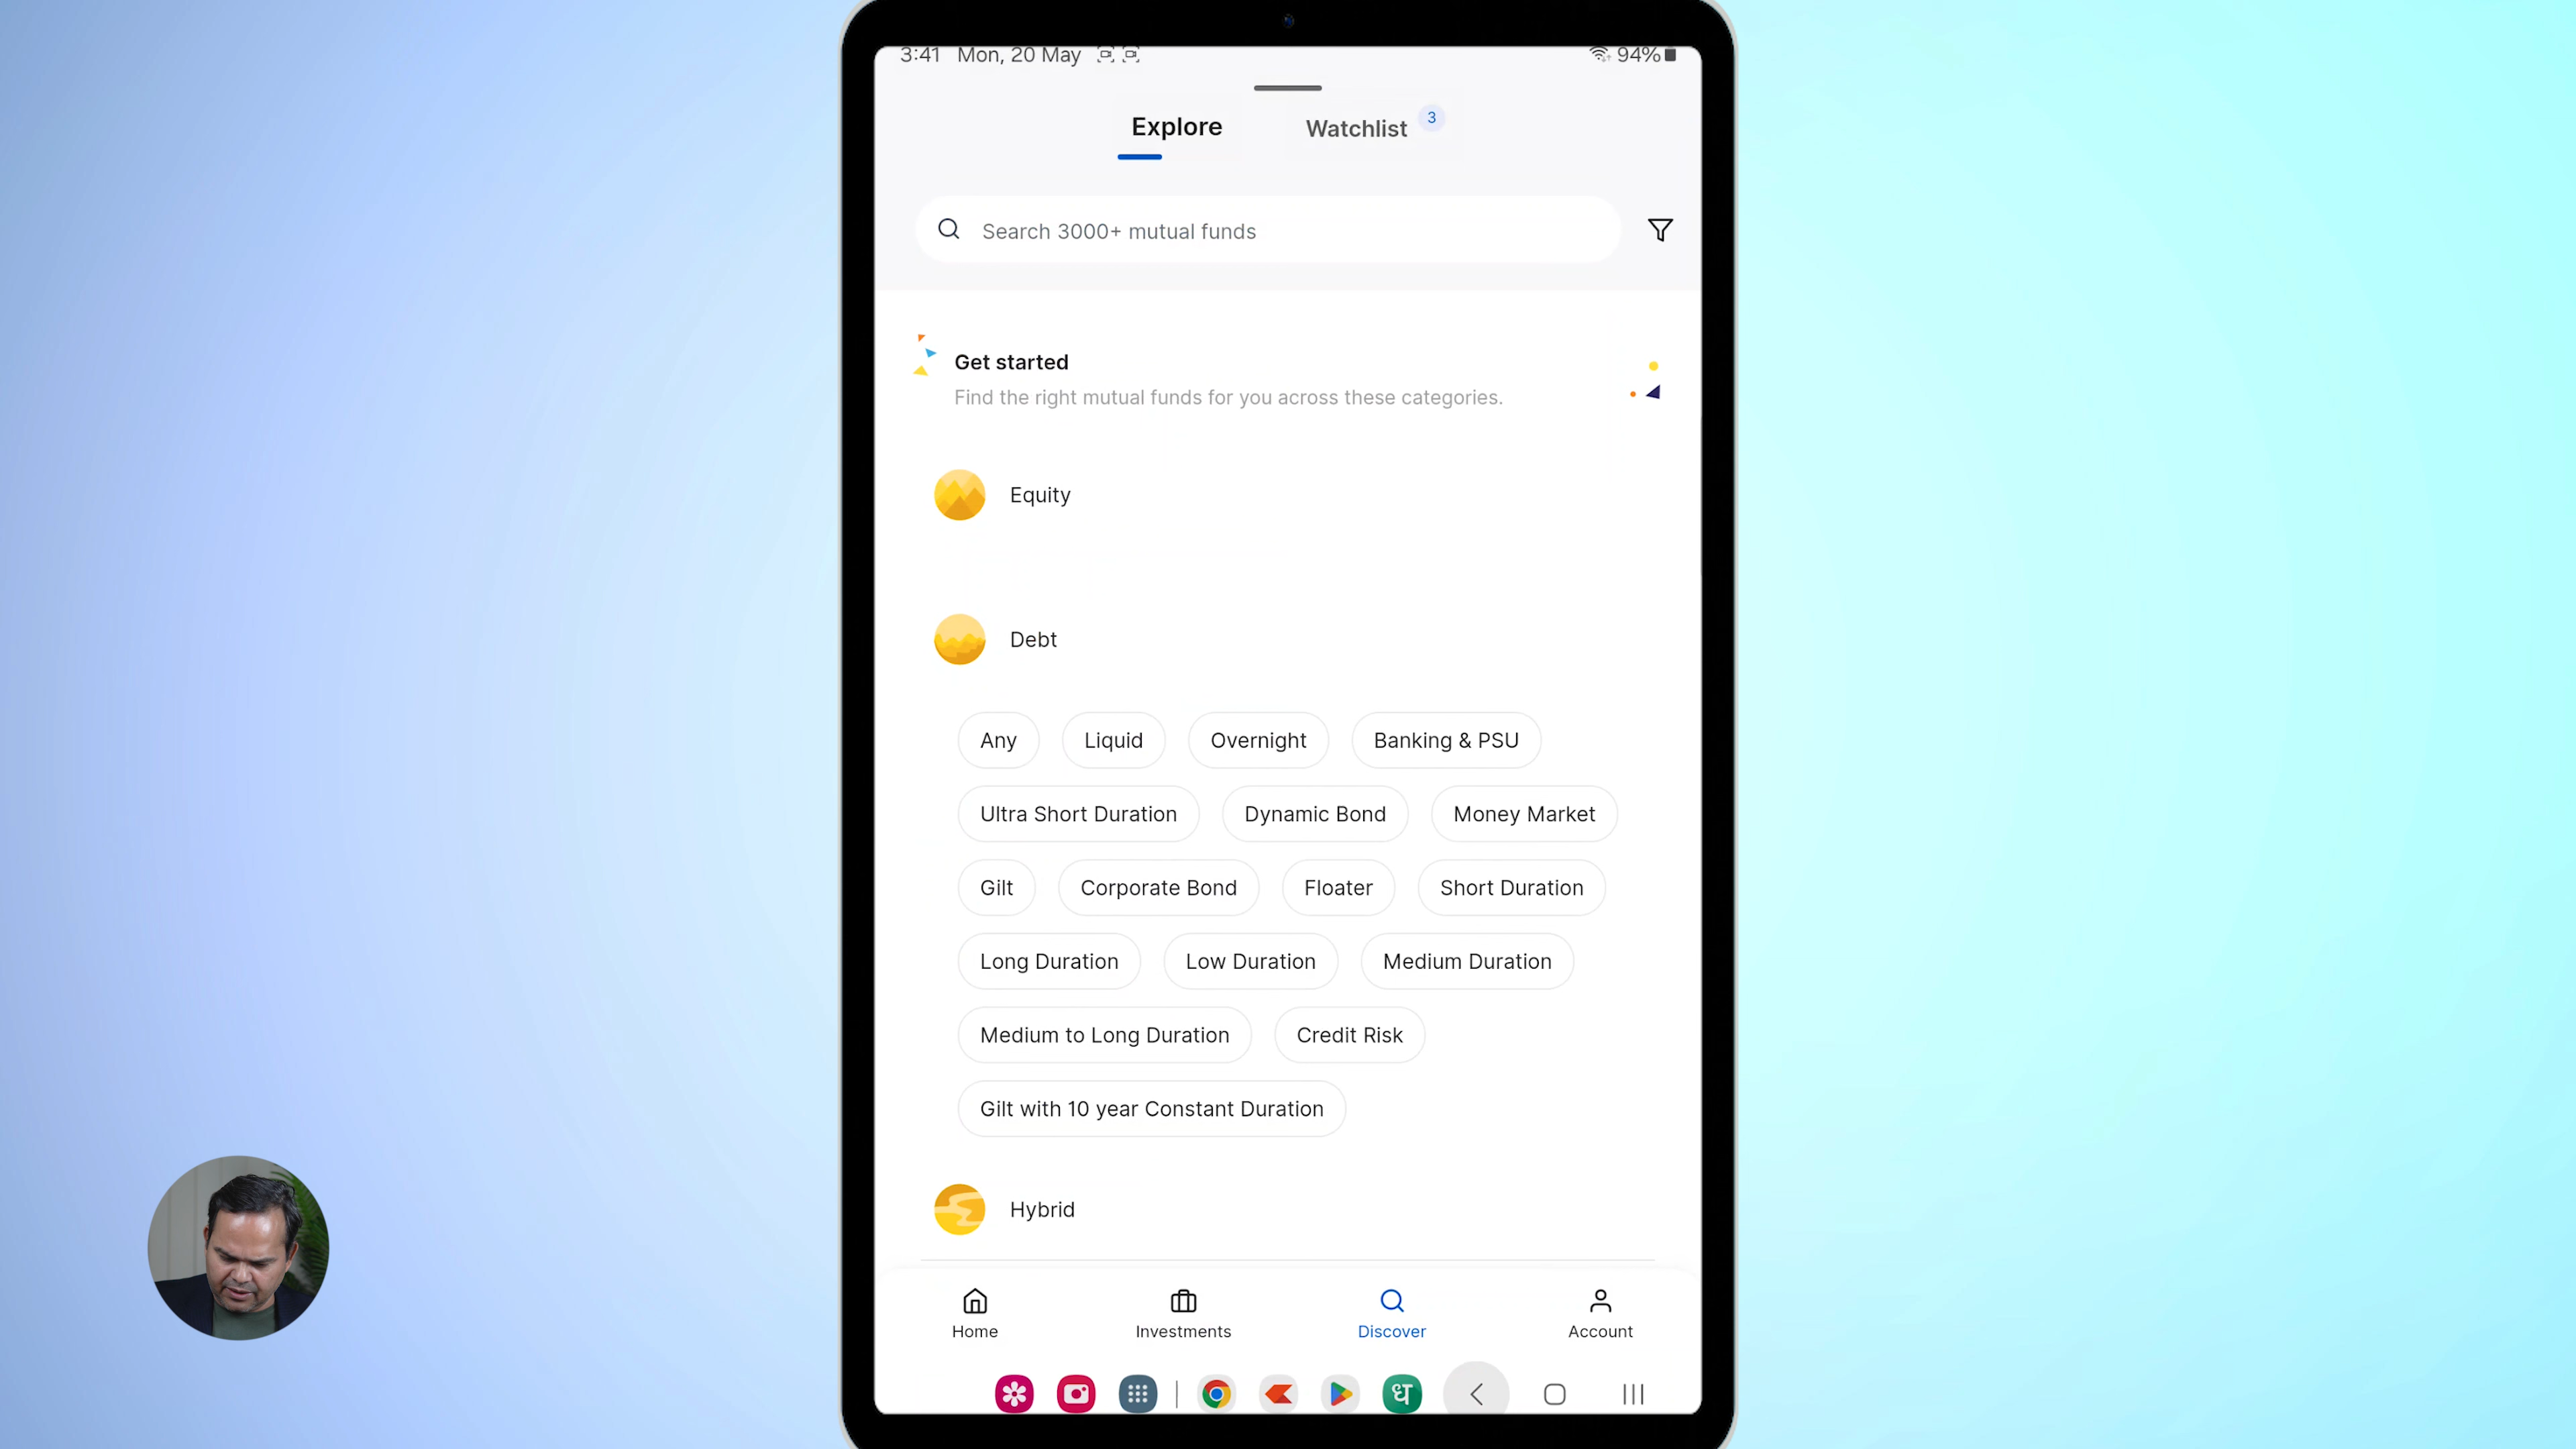 3:41 Mon, 20 May 94%
Explore Watchlist 3
Search 3000+ mutual funds
Get started
Find the right mutual funds for you across these categories.
Equity
Debt
Any Liquid Overnight Banking & PSU
Ultra Short Duration Dynamic Bond Money Market
Gilt Corporate Bond Floater Short Duration
Long Duration Low Duration Medium Duration
Medium to Long Duration Credit Risk
Gilt with 10 year Constant Duration
Hybrid
Home Investments Discover Account
ध